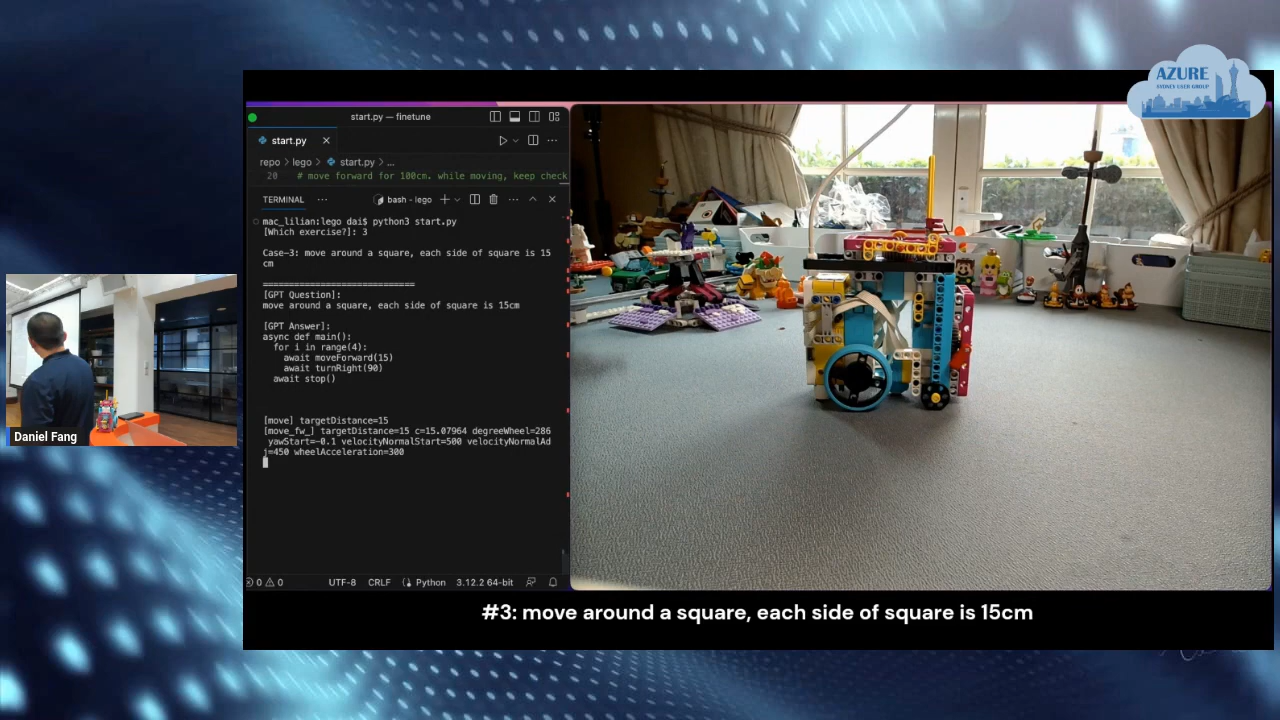 AZURE
SYDNEY USER GROUP
start.py — finetune
start.py
repo > lego > start.py > ...
20 # move forward for 100cm. while moving, keep check
TERMINAL
bash - lego
mac_lilian:lego dai$ python3 start.py
[Which exercise?]: 3
Case-3: move around a square, each side of square is 15
cm
=============================
[GPT Question]:
move around a square, each side of square is 15cm
[GPT Answer]:
async def main():
for i in range(4):
await moveForward(15)
await turnRight(90)
await stop()
[move] targetDistance=15
[move_fw_] targetDistance=15 c=15.07964 degreeWheel=286
yawStart=-0.1 velocityNormalStart=500 velocityNormalAd
j=450 wheelAcceleration=300
0 0 UTF-8 CRLF Python 3.12.2 64-bit
#3: move around a square, each side of square is 15cm
Daniel Fang